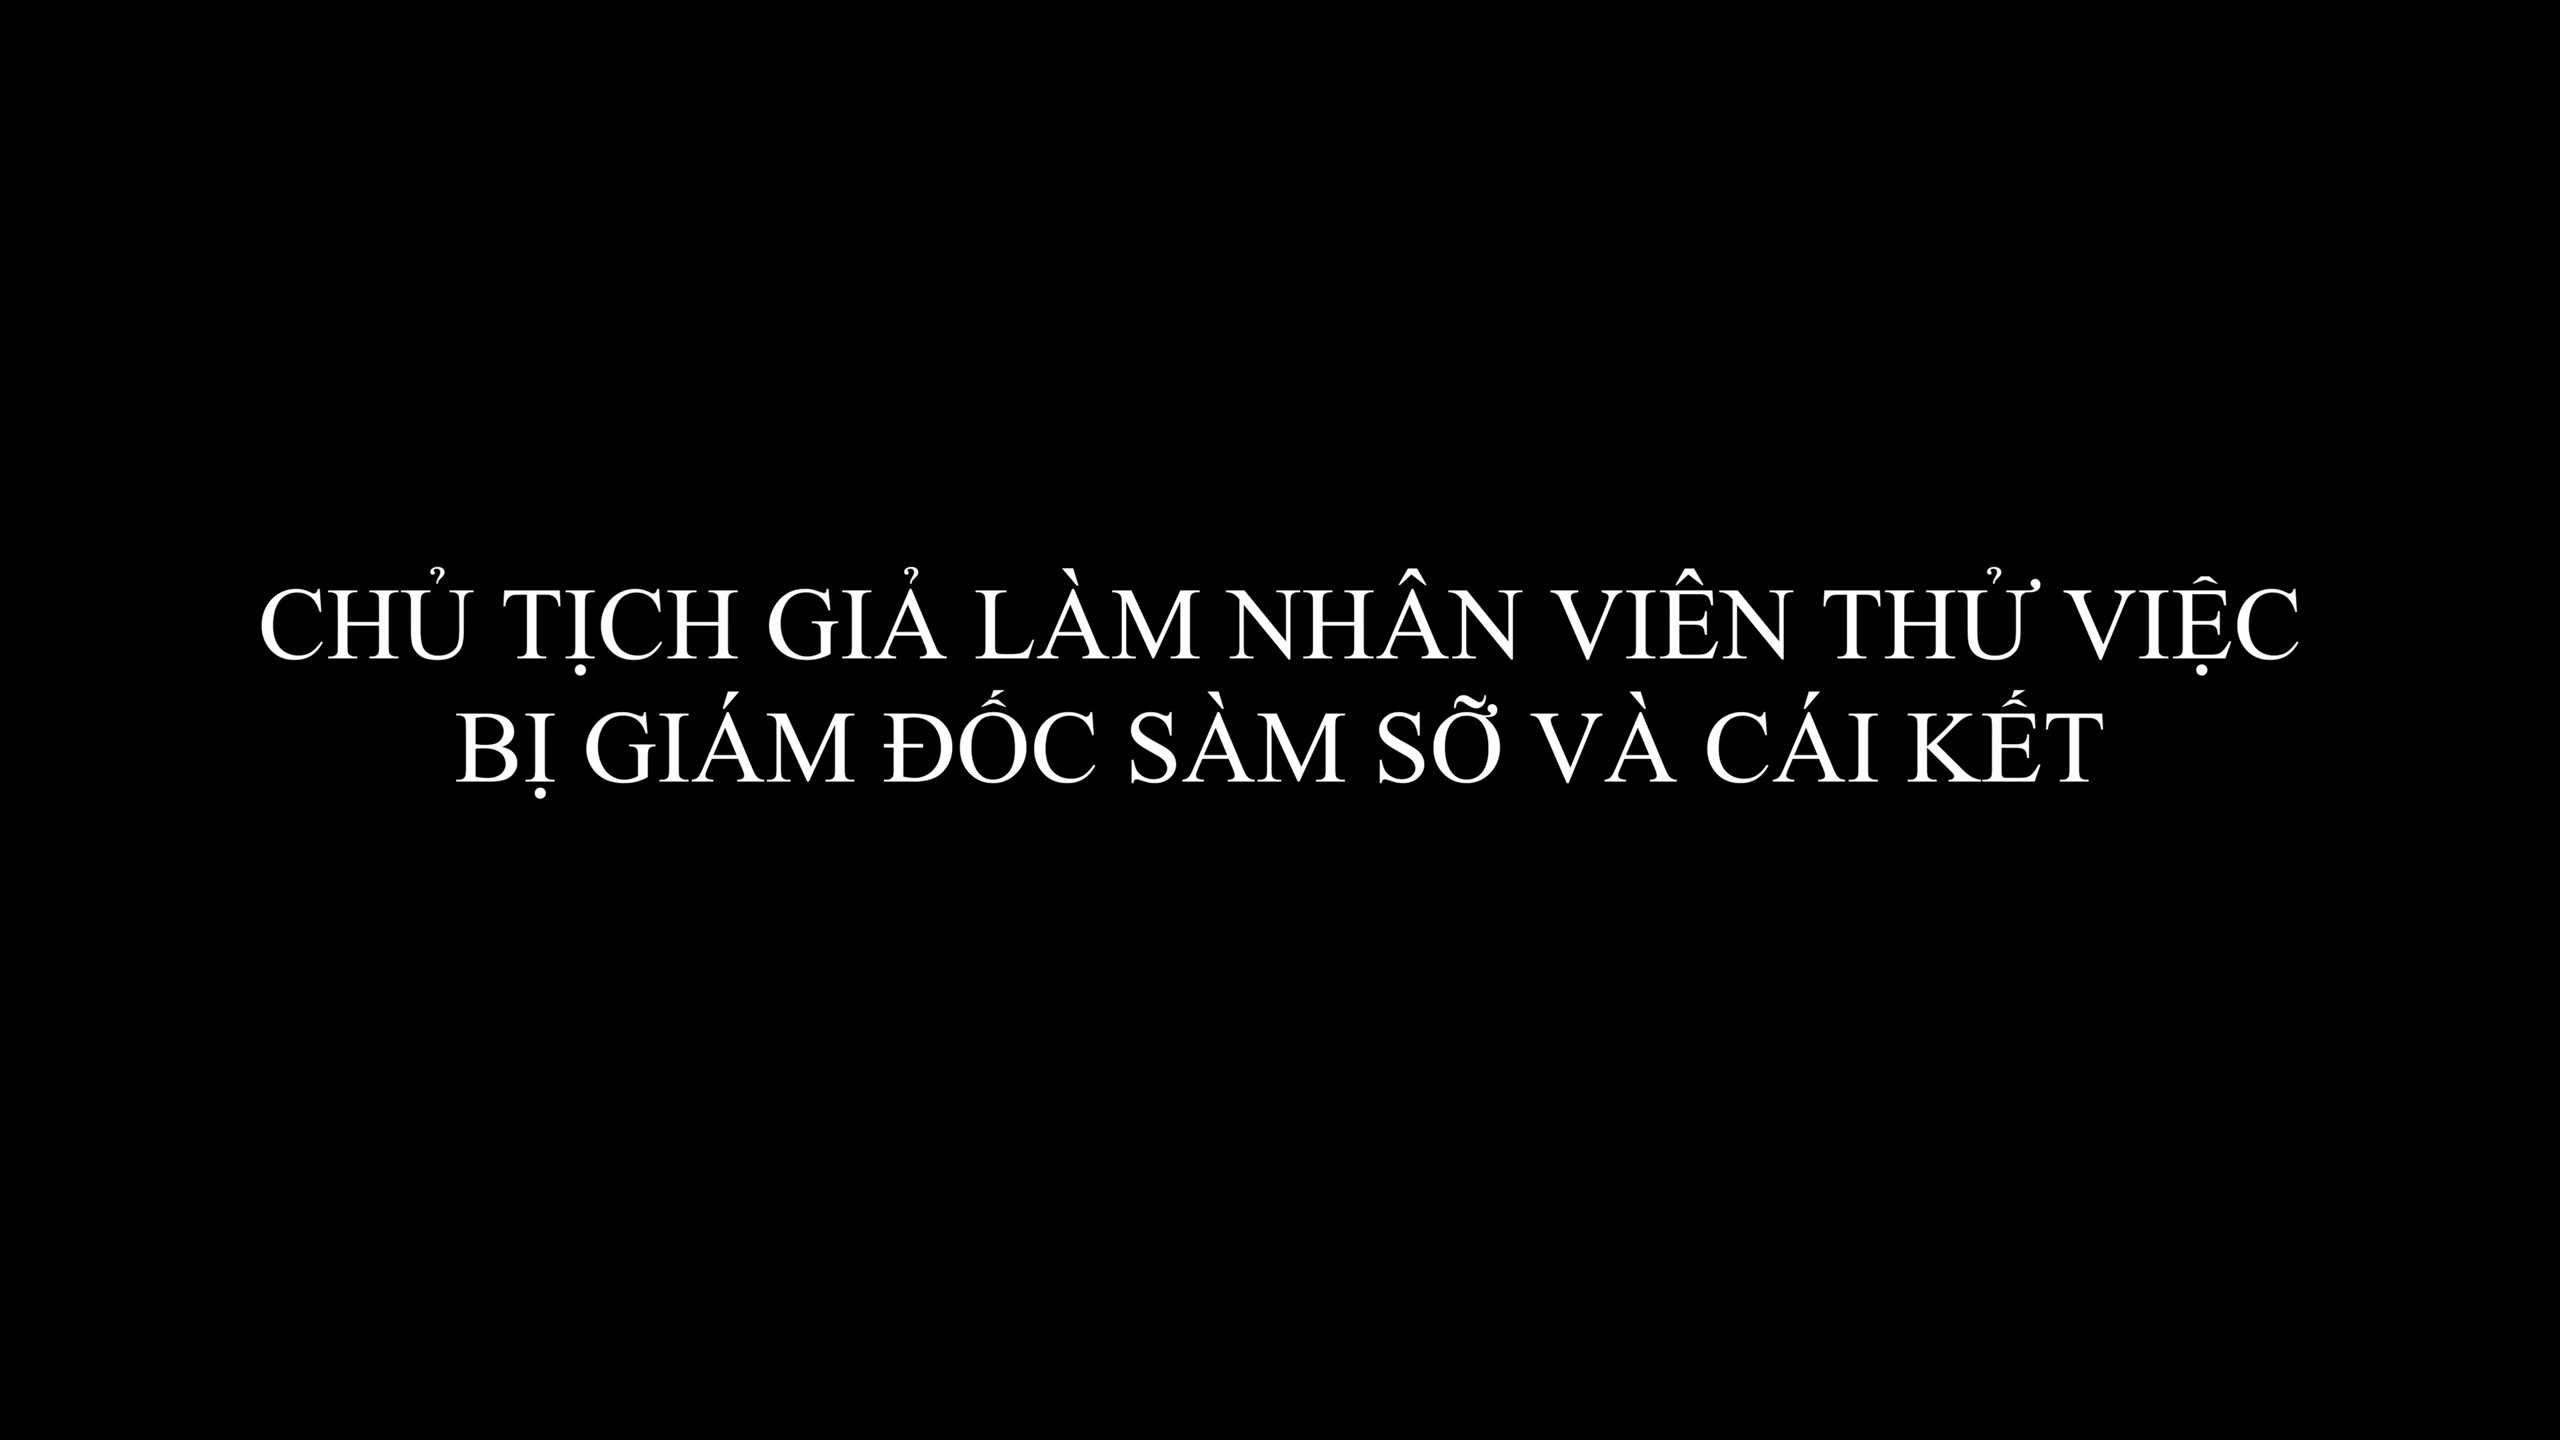 CHỦ TỊCH GIẢ LÀM NHÂN VIÊN THỬ VIỆC
BỊ GIÁM ĐỐC SÀM SỠ VÀ CÁI KẾT